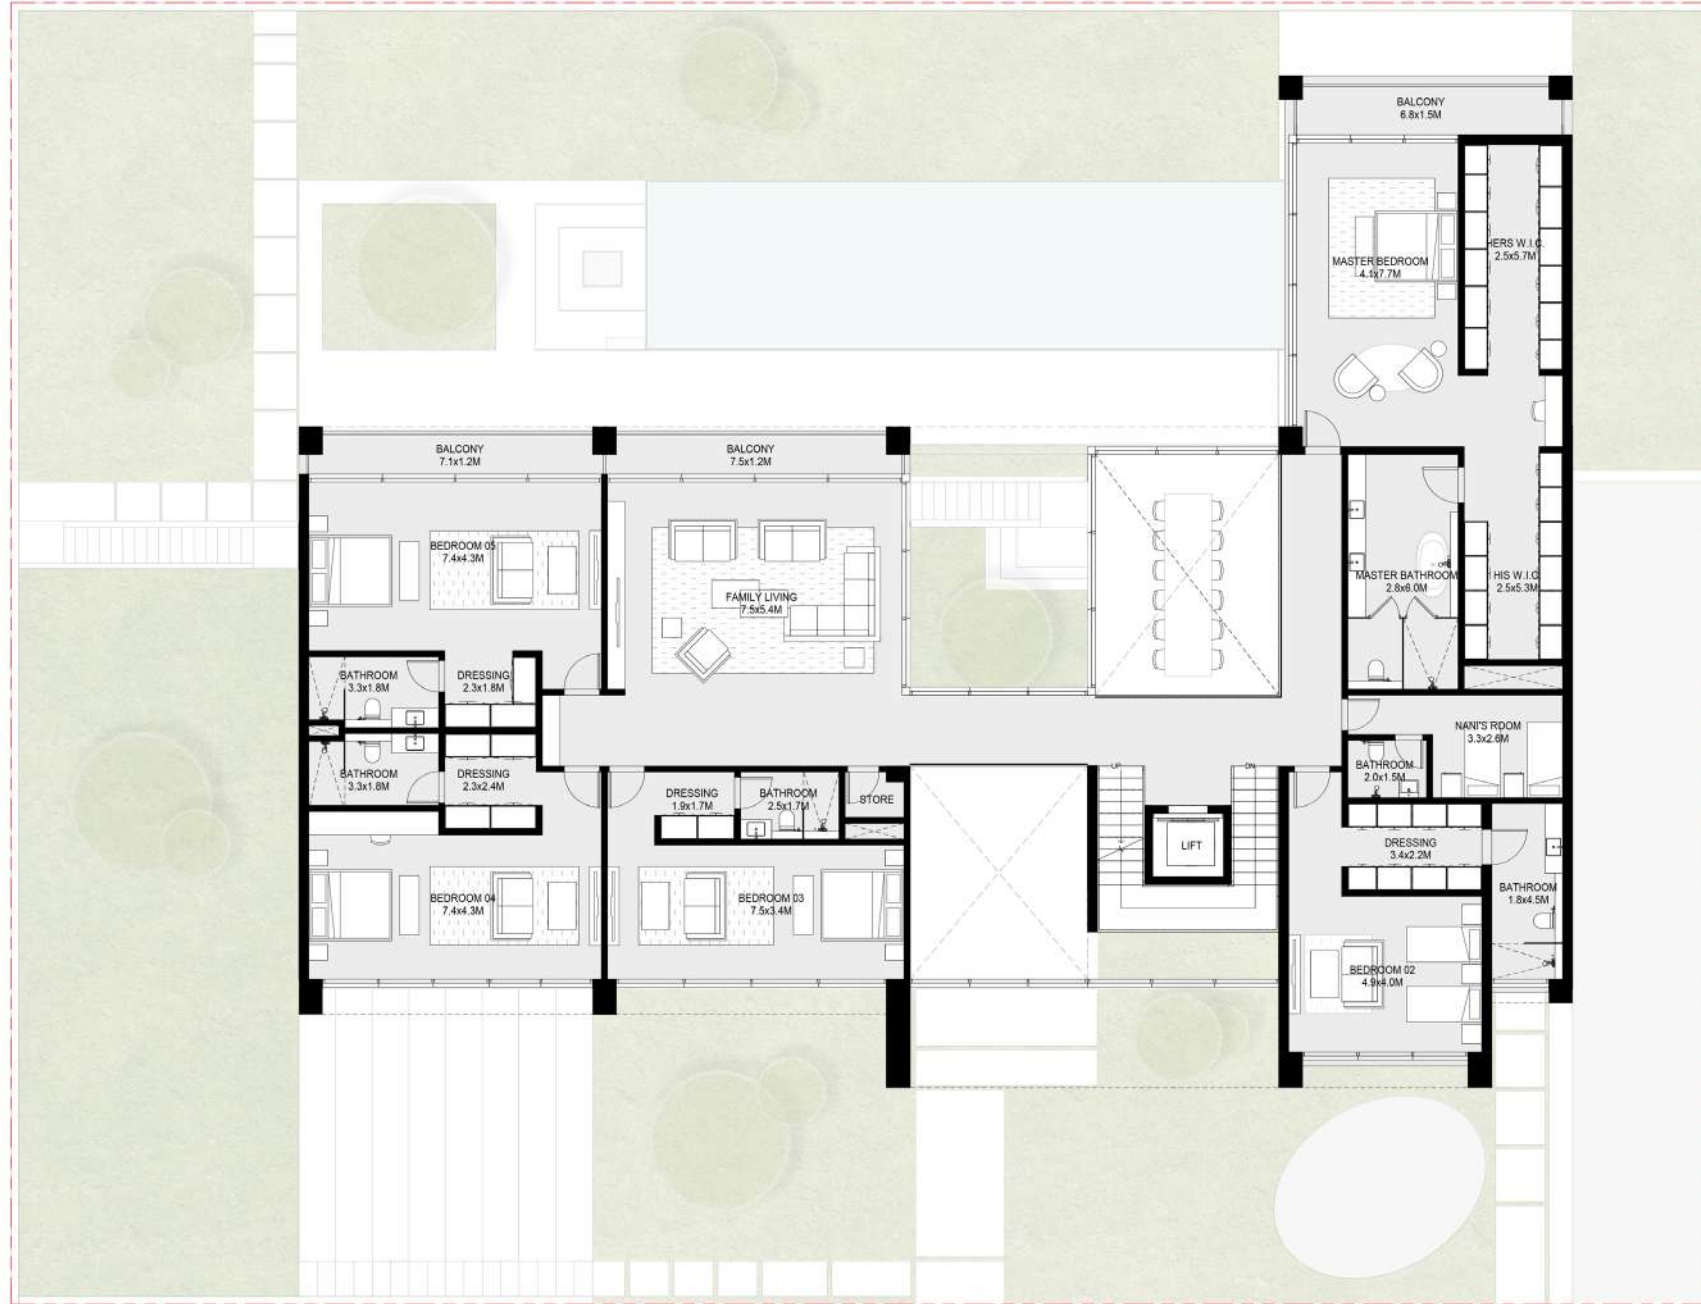 BALCONY
6.8x1.5M
HERS W.I.C.
2.5x5.7M
MASTER BEDROOM
4.1x7.7M
BALCONY
7.1x1.2M
BALCONY
7.5x1.2M
BEDROOM 05
7.4x4.3M
FAMILY LIVING
7.5x5.4M
MASTER BATHROOM
2.8x6.0M
HIS W.I.C.
2.5x5.3M
BATHROOM
3.3x1.8M
DRESSING
2.3x1.8M
NANI'S ROOM
3.3x2.6M
BATHROOM
3.3x1.8M
DRESSING
2.3x2.4M
DRESSING
1.9x1.7M
BATHROOM
2.5x1.7M
STORE
UP
DN
BATHROOM
2.0x1.5M
LIFT
DRESSING
3.4x2.2M
BEDROOM 04
7.4x4.3M
BEDROOM 03
7.5x3.4M
BATHROOM
1.8x4.5M
BEDROOM 02
4.9x4.0M